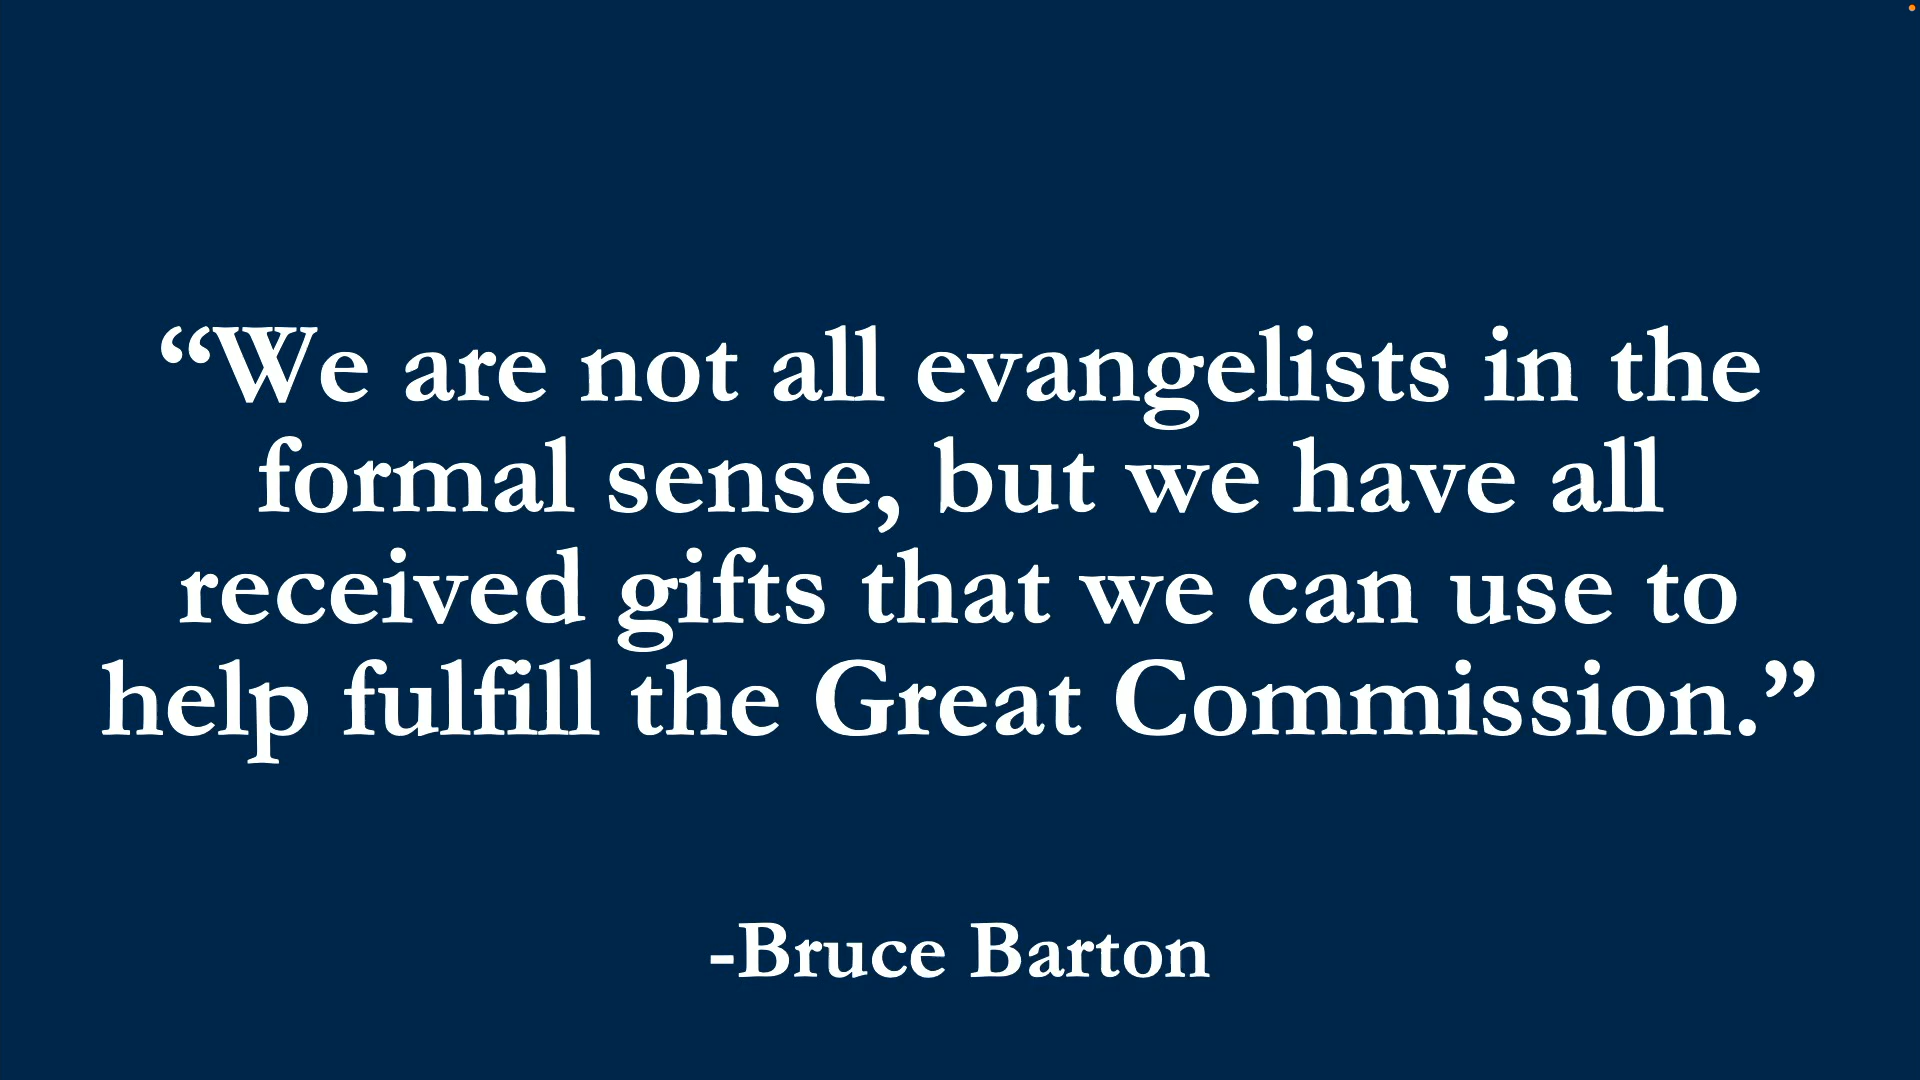 “We are not all evangelists in the
formal sense, but we have all
received gifts that we can use to
help fulfill the Great Commission.”
-Bruce Barton